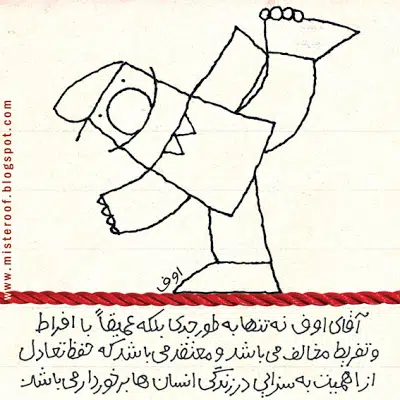 www.misteroof.blogspot.com
اوف
آقای اوف نه تنها به طور جدی بلکه عمیقاً با افراط
و تفریط مخالف می باشد و معتقد می باشد که حفظ تعادل
از اهمیت به سزایی در زندگی انسان ها برخوردار می باشد.